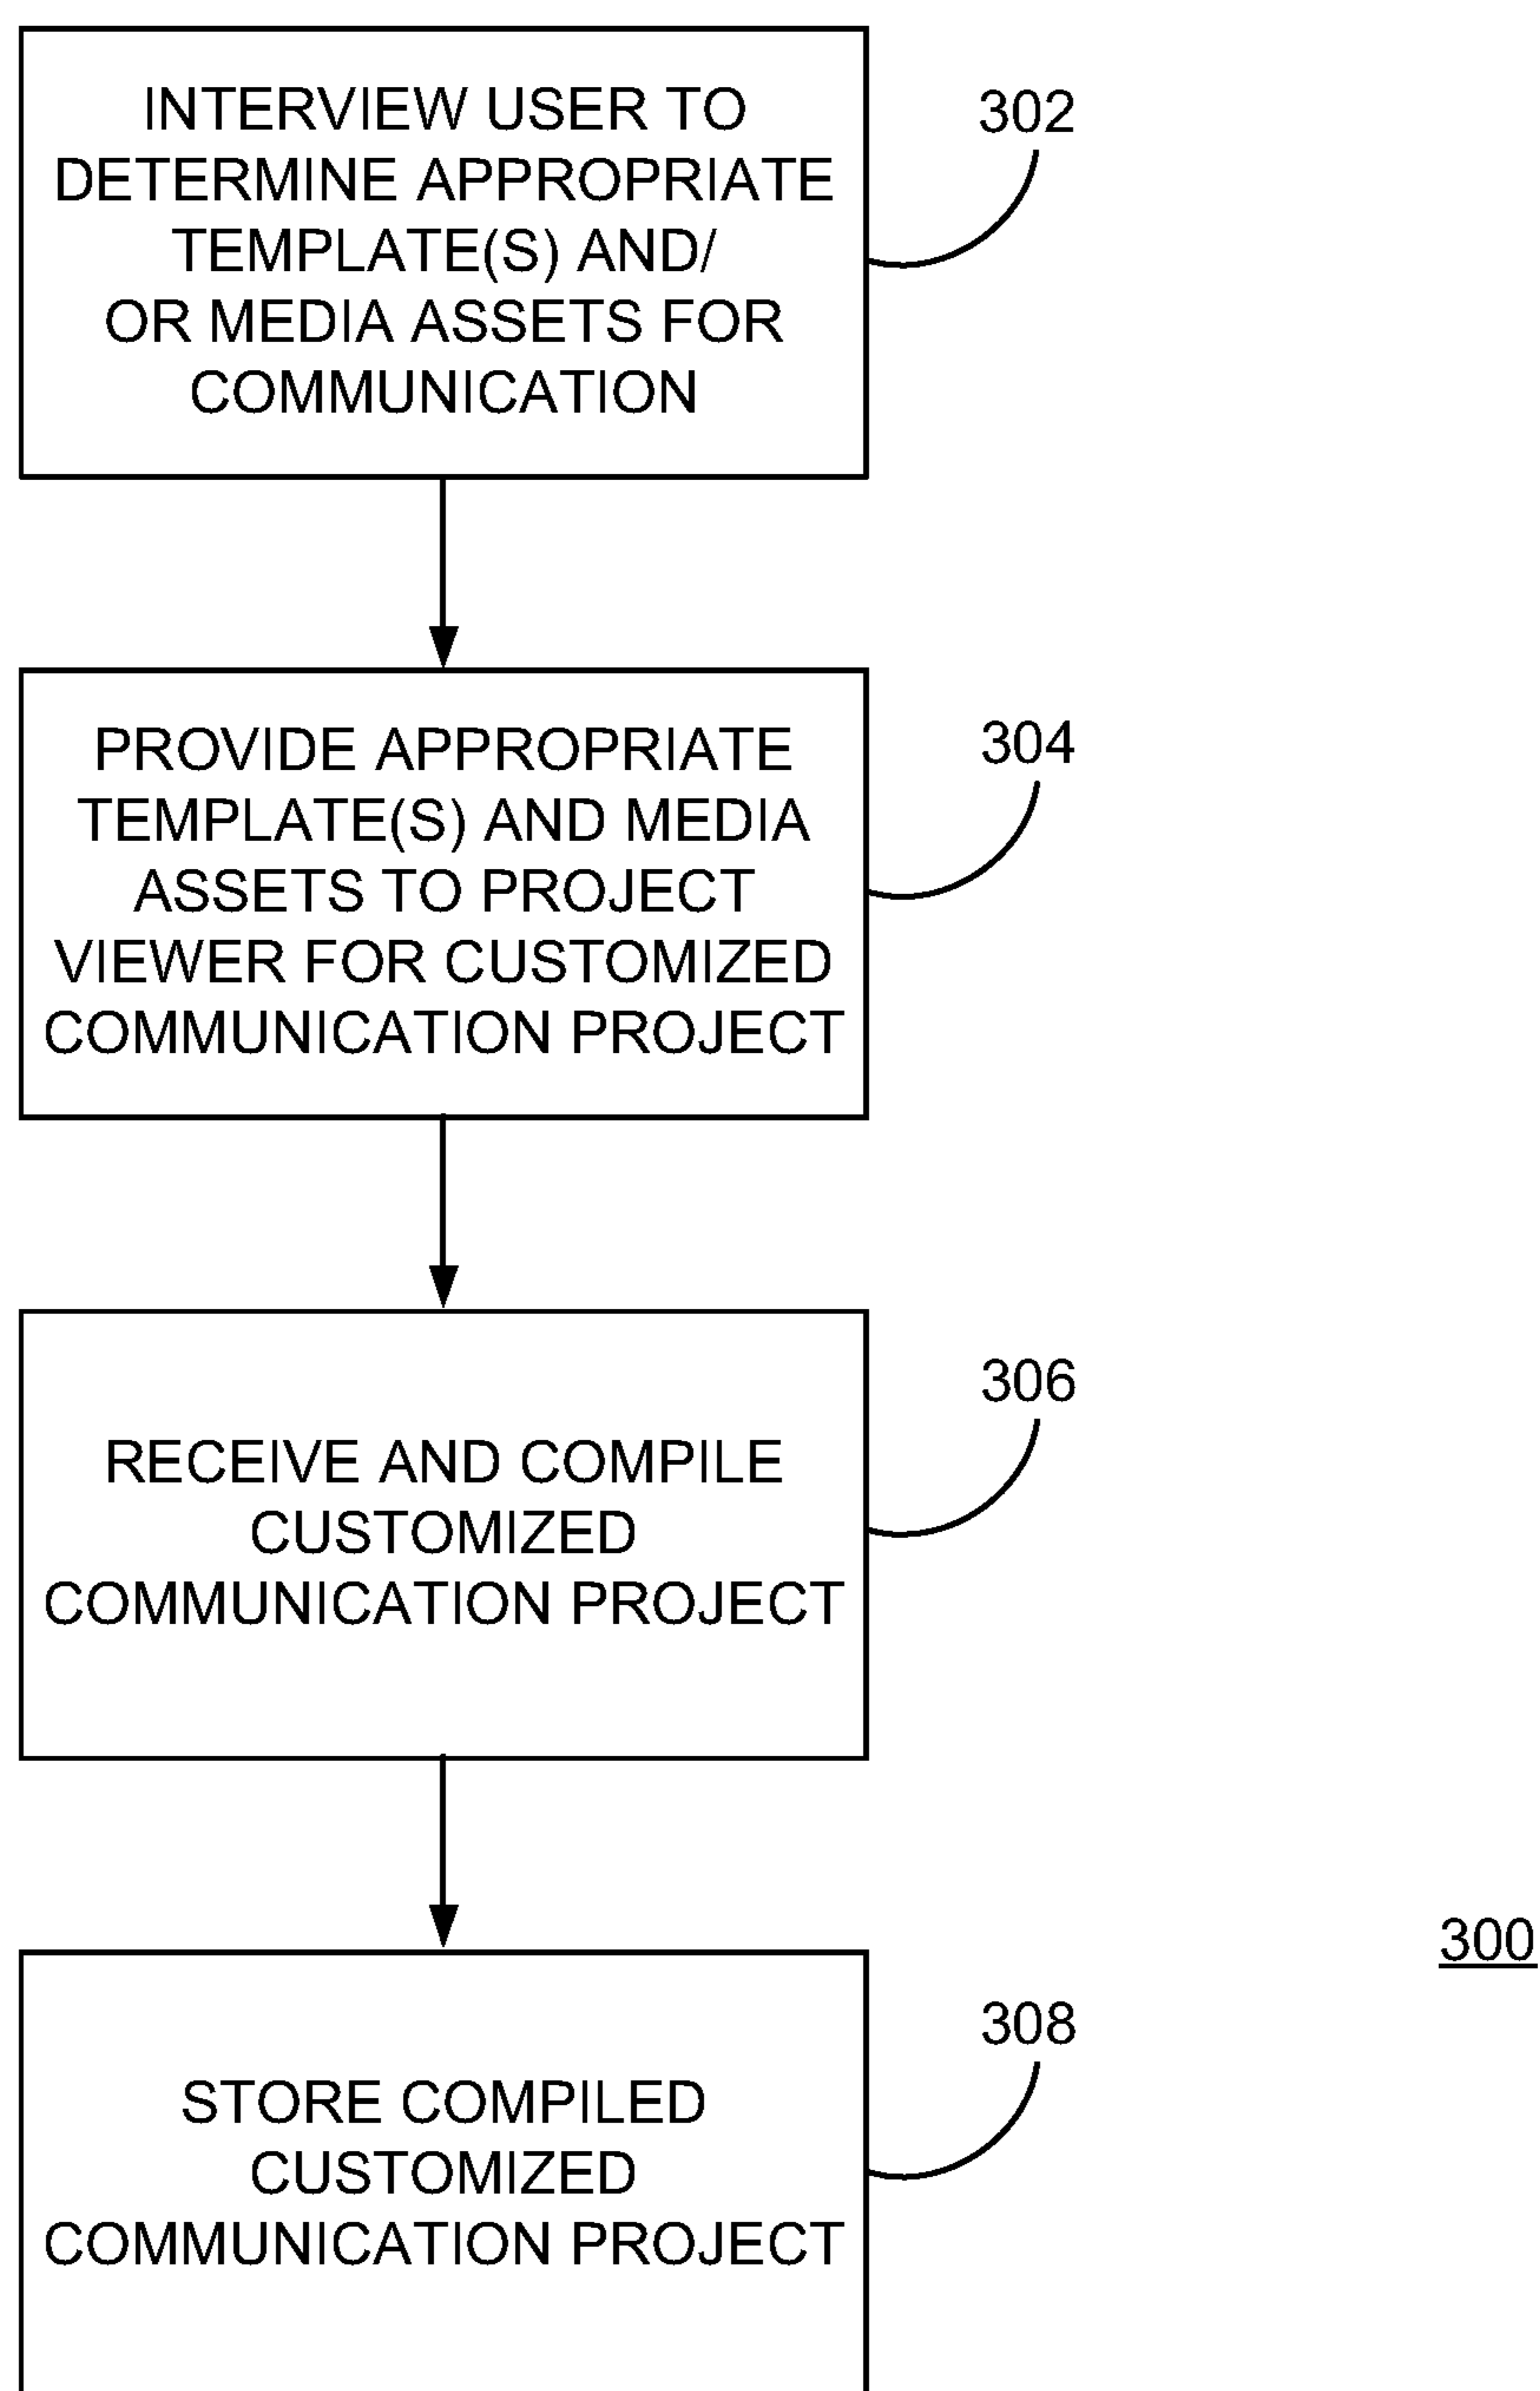 INTERVIEW USER TO
DETERMINE APPROPRIATE
TEMPLATE(S) AND/
OR MEDIA ASSETS FOR
COMMUNICATION
302
PROVIDE APPROPRIATE
TEMPLATE(S) AND MEDIA
ASSETS TO PROJECT
VIEWER FOR CUSTOMIZED
COMMUNICATION PROJECT
304
RECEIVE AND COMPILE
CUSTOMIZED
COMMUNICATION PROJECT
306
STORE COMPILED
CUSTOMIZED
COMMUNICATION PROJECT
308
300